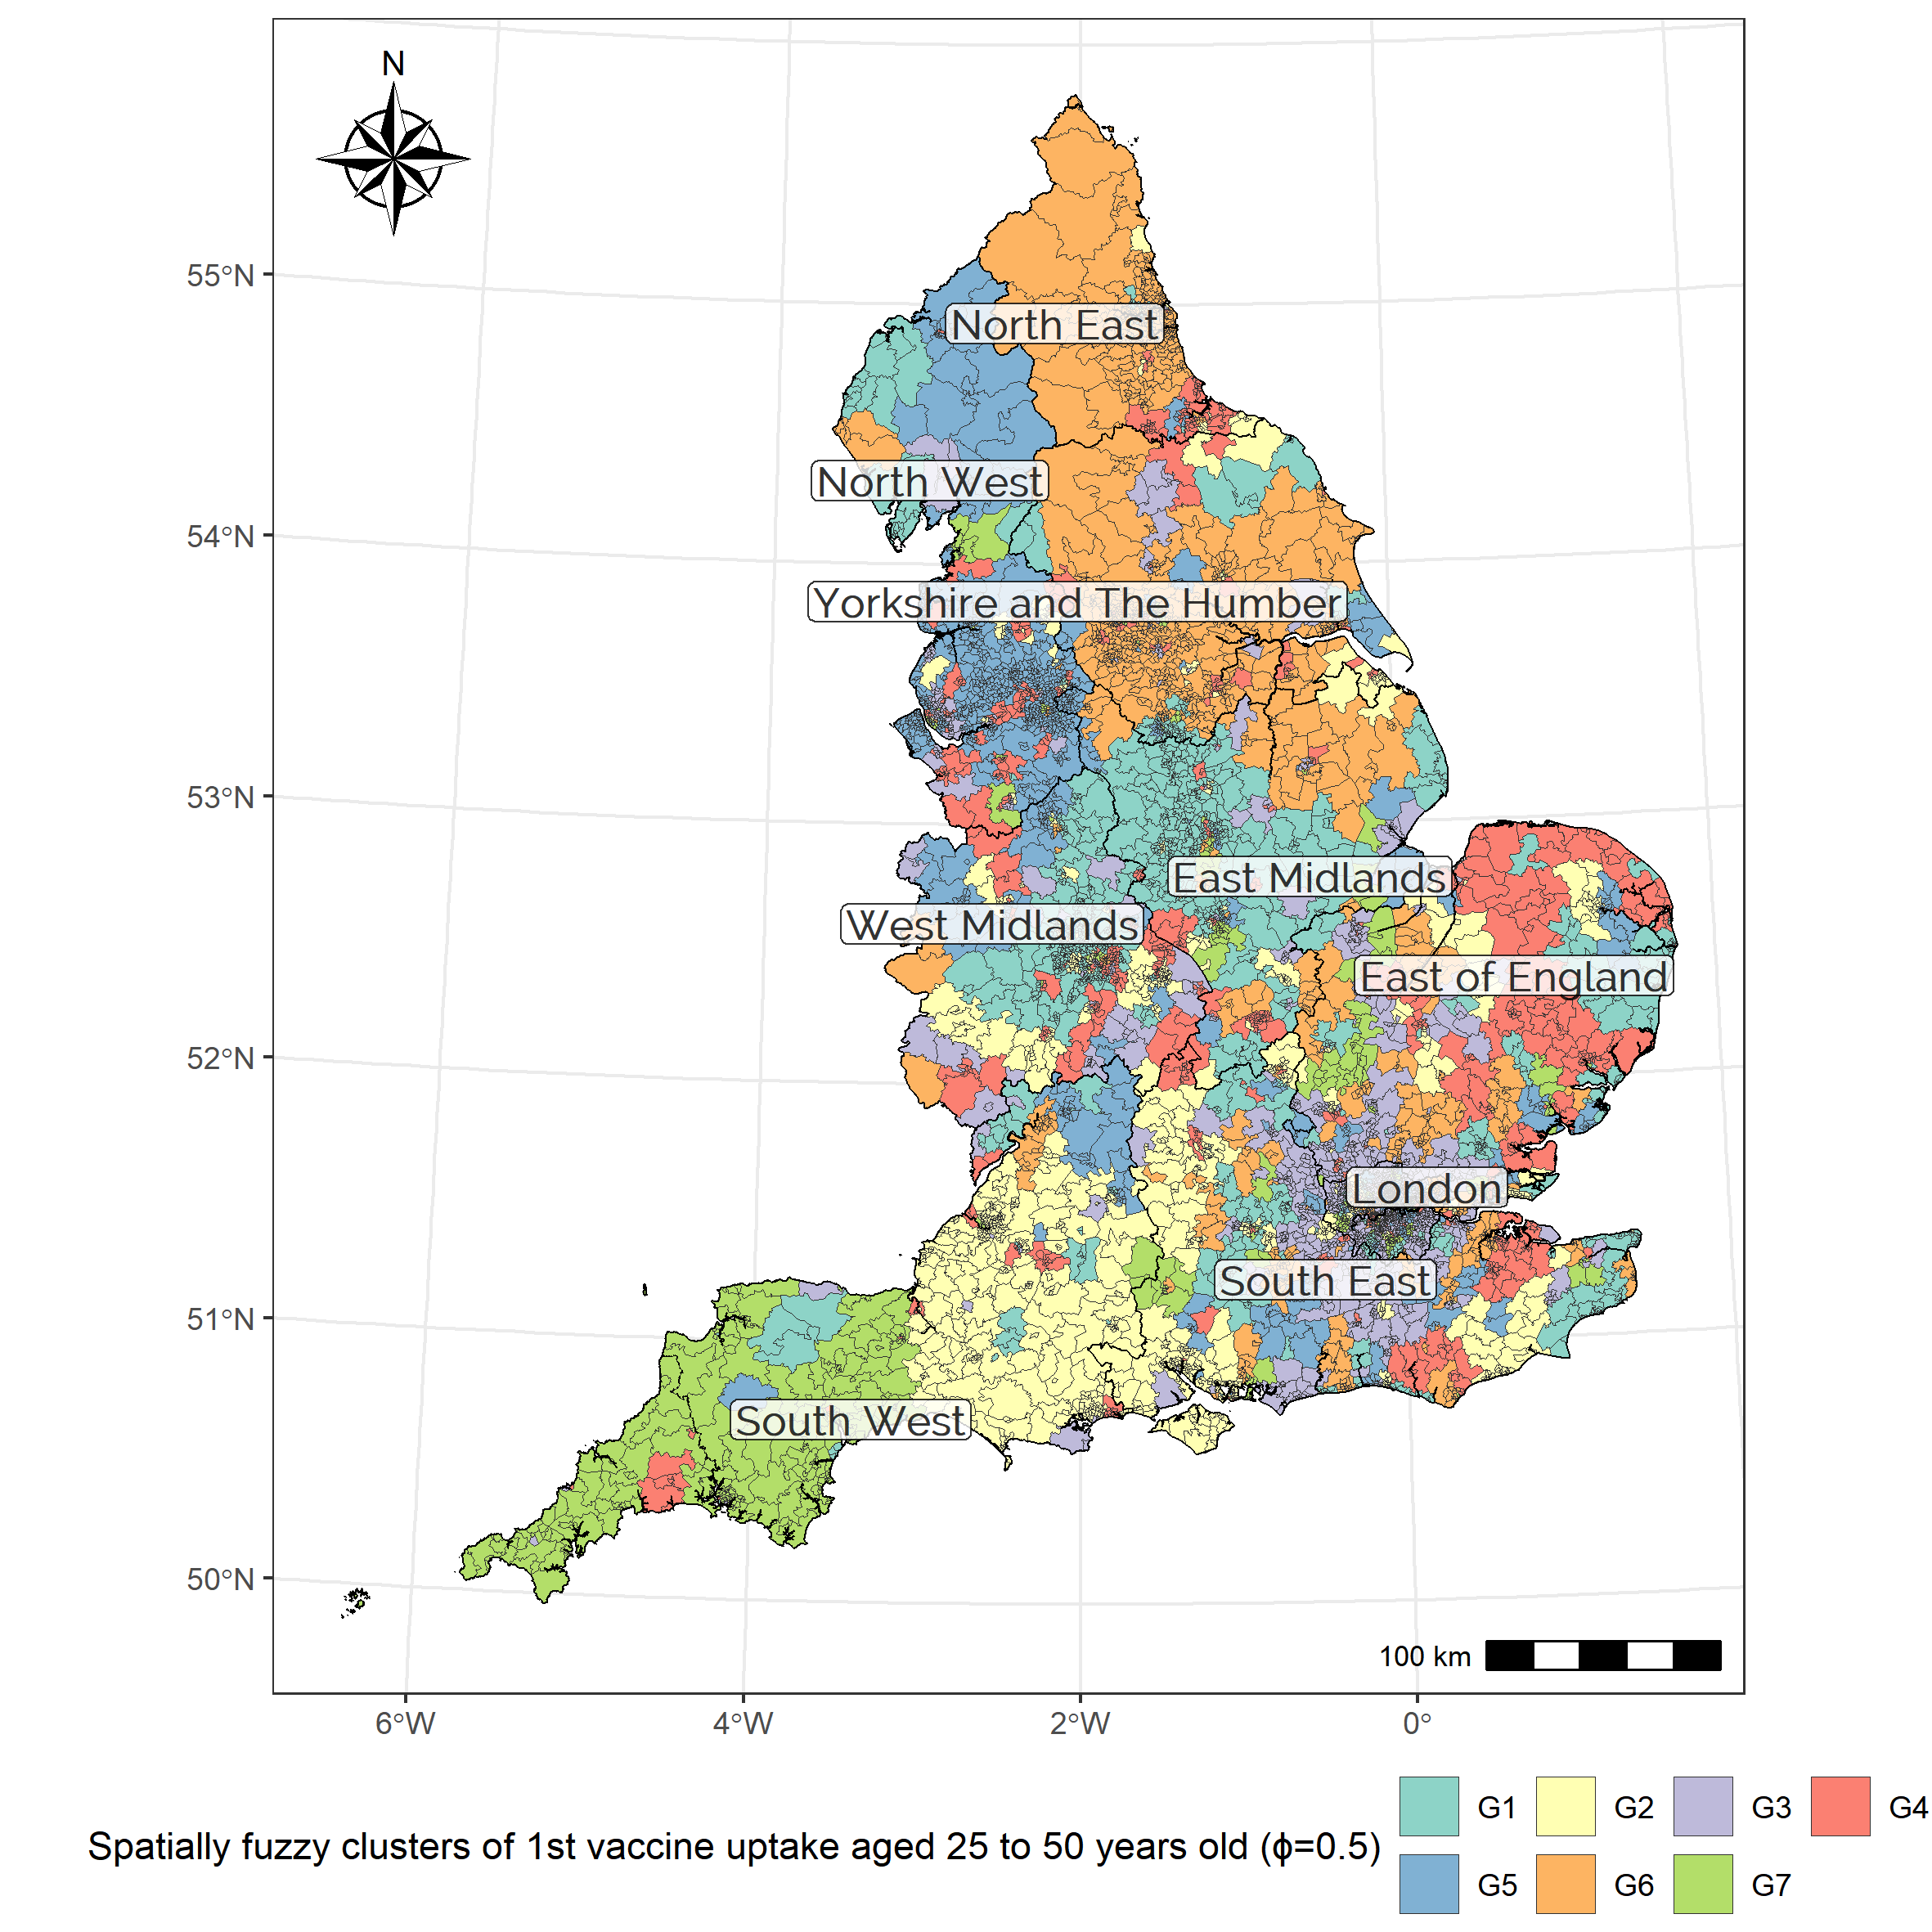 N
55°N
North East
North West
54°N
Yorkshire and The Humber
53°N
East Midlands
West Midlands
East of England
52°N
London
South East
51°N
South West
50°N
100 km
6°W 4°W 2°W 0°
Spatially fuzzy clusters of 1st vaccine uptake aged 25 to 50 years old (ϕ=0.5)
G1 G2 G3 G4
G5 G6 G7